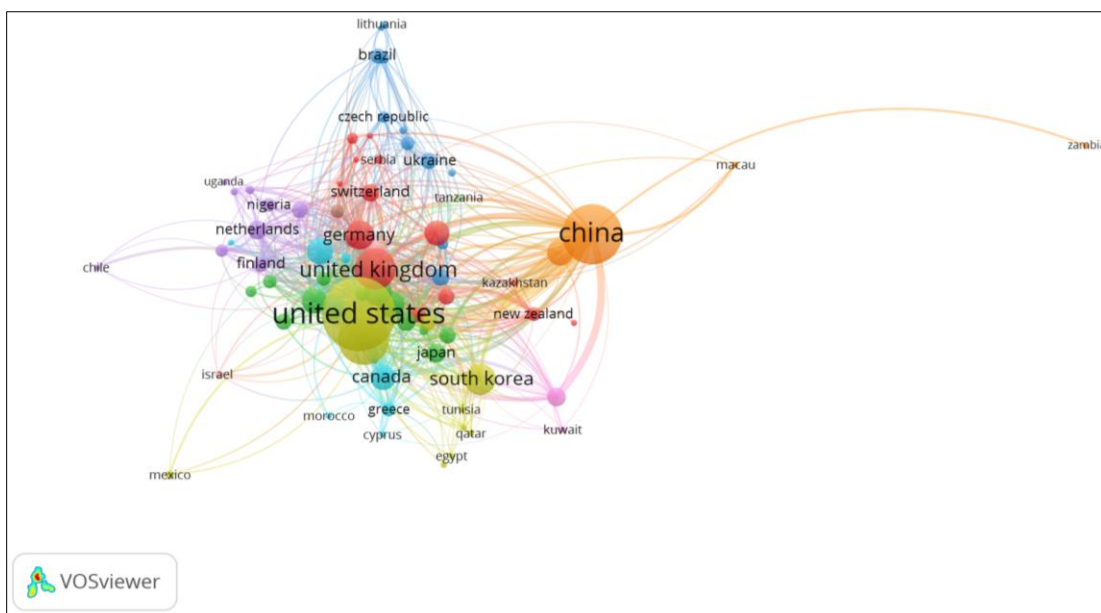 lithuania
brazil
czech republic
serbia
ukraine
zambia
macau
uganda
switzerland
tanzania
nigeria
netherlands
germany
china
finland
united kingdom
chile
kazakhstan
united states
new zealand
japan
israel
canada
south korea
morocco
greece
tunisia
cyprus
qatar
kuwait
egypt
mexico
VOSviewer